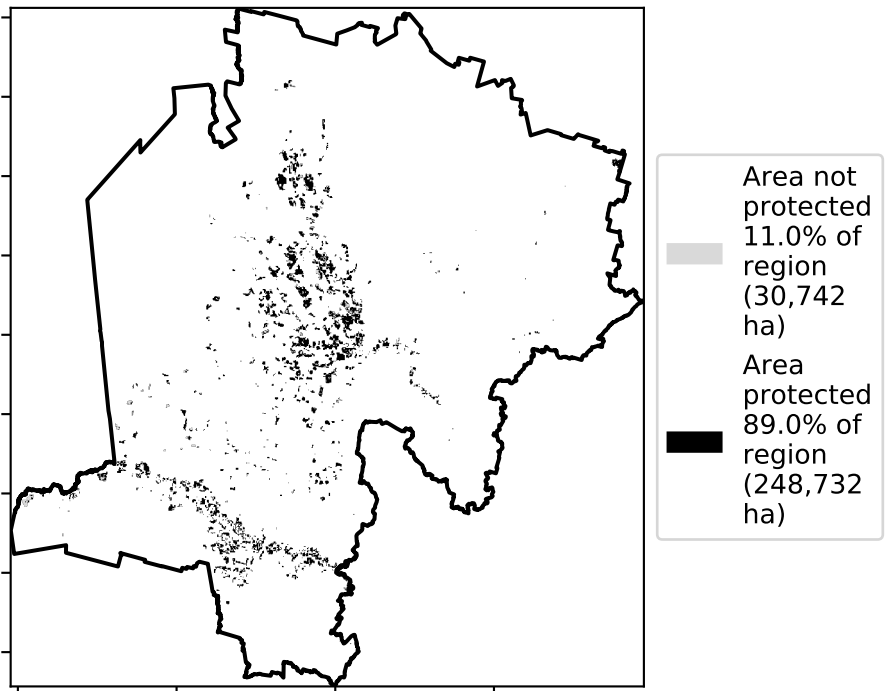 Area not
protected
11.0% of
region
(30,742
ha)
Area
protected
89.0% of
region
(248,732
ha)